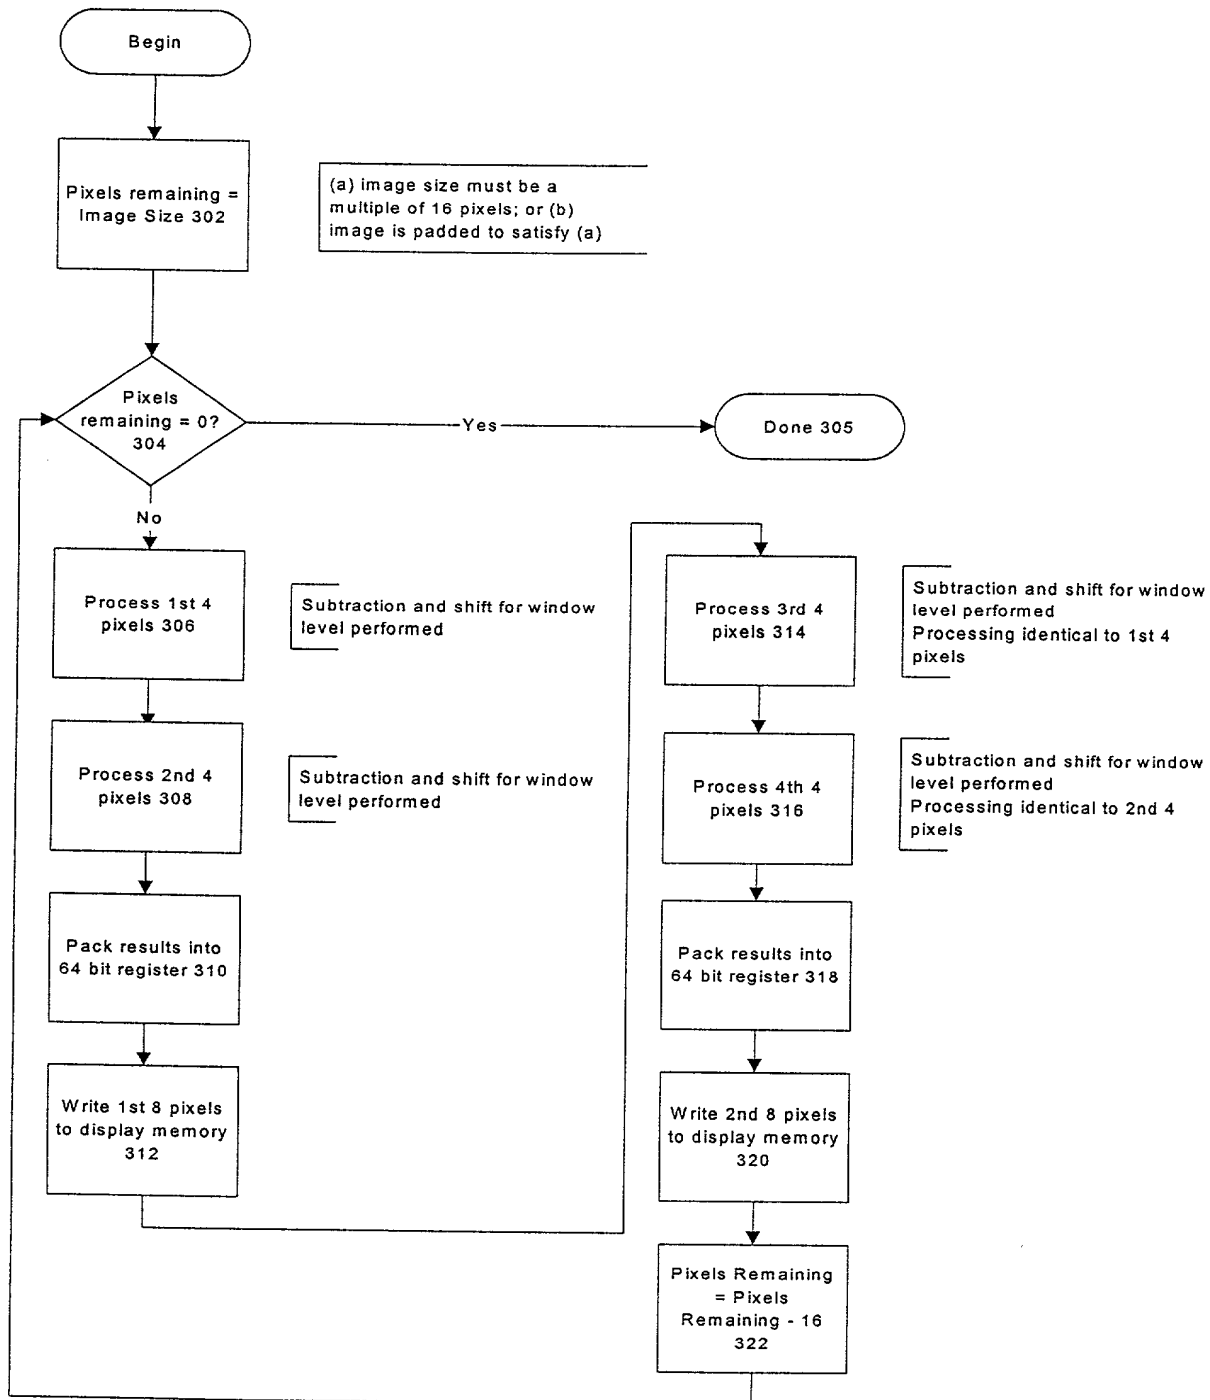 Begin
Pixels remaining =
Image Size 302
(a) image size must be a
multiple of 16 pixels; or (b)
image is padded to satisfy (a)
Pixels
remaining = 0?
304
Yes
Done 305
No
Process 1st 4
pixels 306
Subtraction and shift for window
level performed
Process 2nd 4
pixels 308
Subtraction and shift for window
level performed
Pack results into
64 bit register 310
Write 1st 8 pixels
to display memory
312
Process 3rd 4
pixels 314
Subtraction and shift for window
level performed
Processing identical to 1st 4
pixels
Process 4th 4
pixels 316
Subtraction and shift for window
level performed
Processing identical to 2nd 4
pixels
Pack results into
64 bit register 318
Write 2nd 8 pixels
to display memory
320
Pixels Remaining
= Pixels
Remaining - 16
322